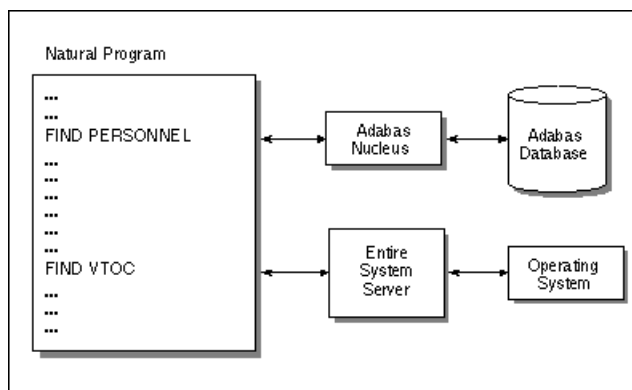 Natural Program
...
...
FIND PERSONNEL
...
...
...
...
...
FIND VTOC
...
...
...
Adabas
Nucleus
Adabas
Database
Entire
System
Server
Operating
System